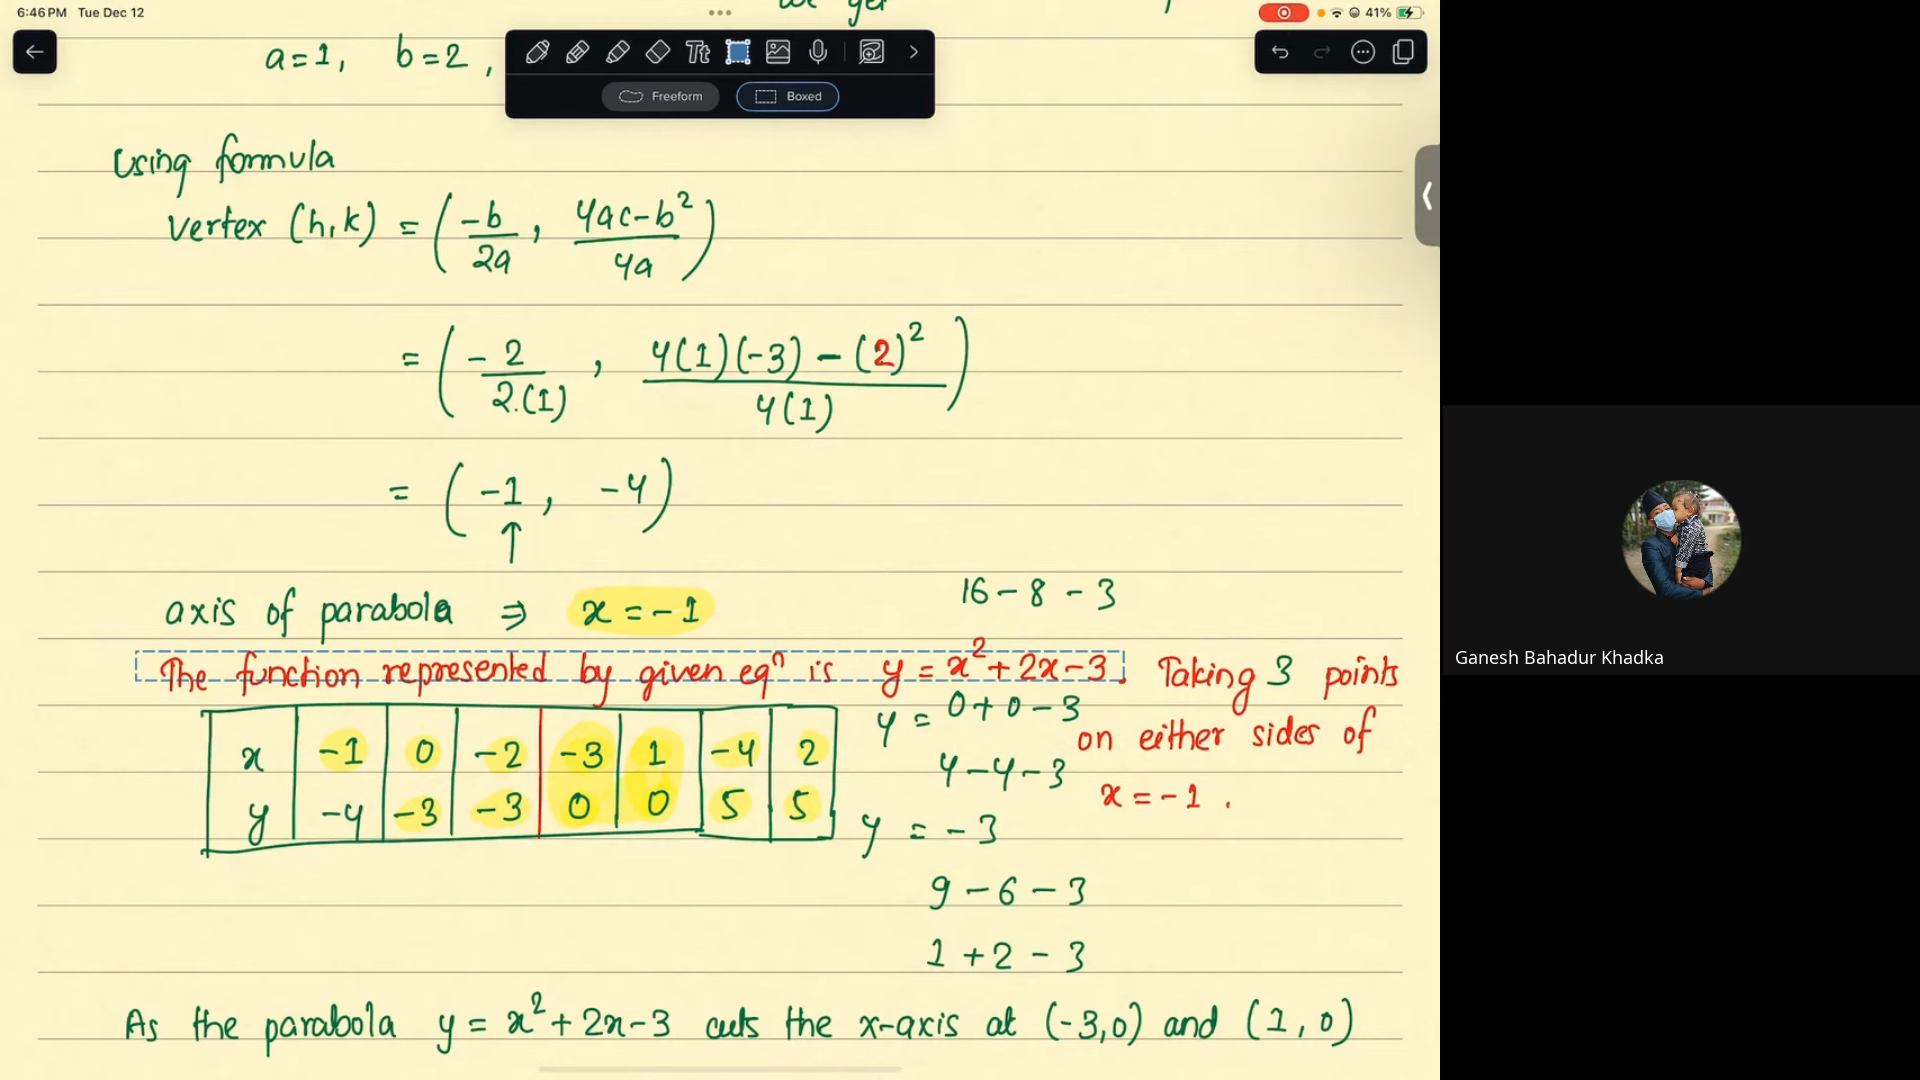 6:46 PM Tue Dec 12
41%
we get
a=1, b=2,
Tt
Freeform
Boxed
Using formula
vertex (h,k) = (-b/2a, 4ac-b²/4a)
= (-2/2.(1), 4(1)(-3) - (2)²/4(1))
= (-1, -4)
↑
axis of parabola ⇒ x = -1
16 - 8 - 3
The function represented by given eqⁿ is y = x² + 2x - 3. Taking 3 points
on either sides of
x = -1.
x -1 0 -2 -3 1 -4 2
y -4 -3 -3 0 0 5 5
y = 0 + 0 - 3
4 - 4 - 3
y = -3
9 - 6 - 3
1 + 2 - 3
As the parabola y = x² + 2x - 3 cuts the x-axis at (-3,0) and (1,0)
Ganesh Bahadur Khadka